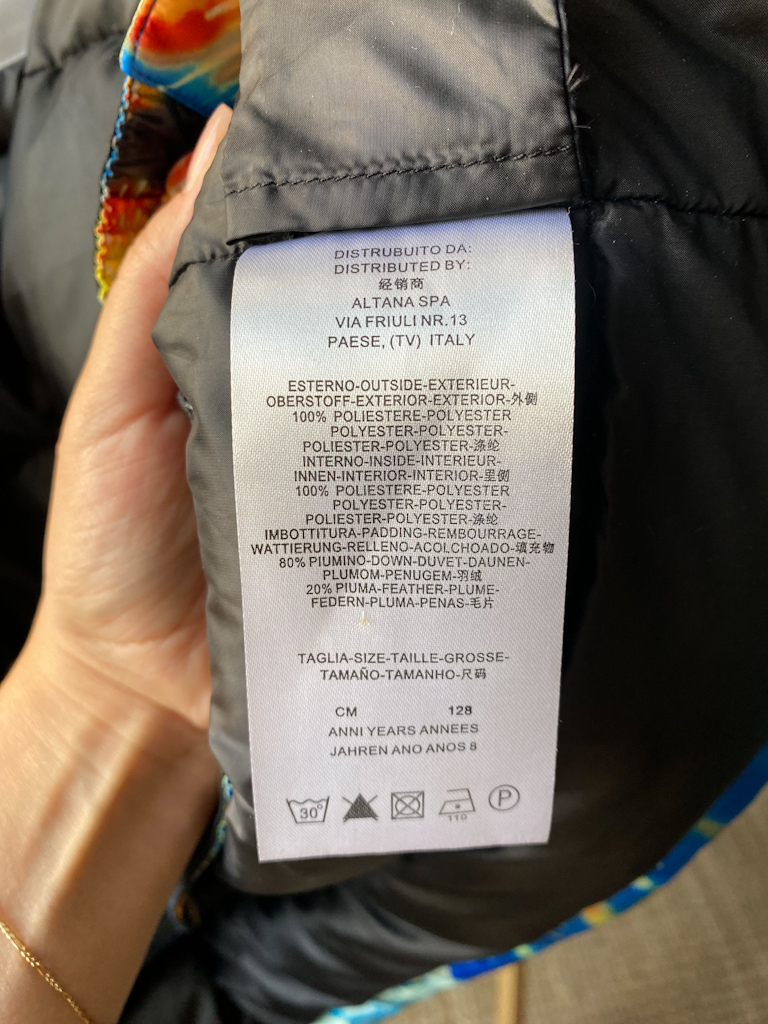 DISTRUBUITO DA:
DISTRIBUTED BY:
经销商
ALTANA SPA
VIA FRIULI NR.13
PAESE, (TV) ITALY
ESTERNO-OUTSIDE-EXTERIEUR-
OBERSTOFF-EXTERIOR-EXTERIOR-外侧
100% POLIESTERE-POLYESTER
POLYESTER-POLYESTER-
POLIESTER-POLYESTER-涤纶
INTERNO-INSIDE-INTERIEUR-
INNEN-INTERIOR-INTERIOR-里侧
100% POLIESTERE-POLYESTER
POLYESTER-POLYESTER-
POLIESTER-POLYESTER-涤纶
IMBOTTITURA-PADDING-REMBOURRAGE-
WATTIERUNG-RELLENO-ACOLCHOADO-填充物
80% PIUMINO-DOWN-DUVET-DAUNEN-
PLUMOM-PENUGEM-羽绒
20% PIUMA-FEATHER-PLUME-
FEDERN-PLUMA-PENAS-毛片
TAGLIA-SIZE-TAILLE-GROSSE-
TAMAÑO-TAMANHO-尺码
CM 128
ANNI YEARS ANNEES
JAHREN ANO ANOS 8
30° 110 P